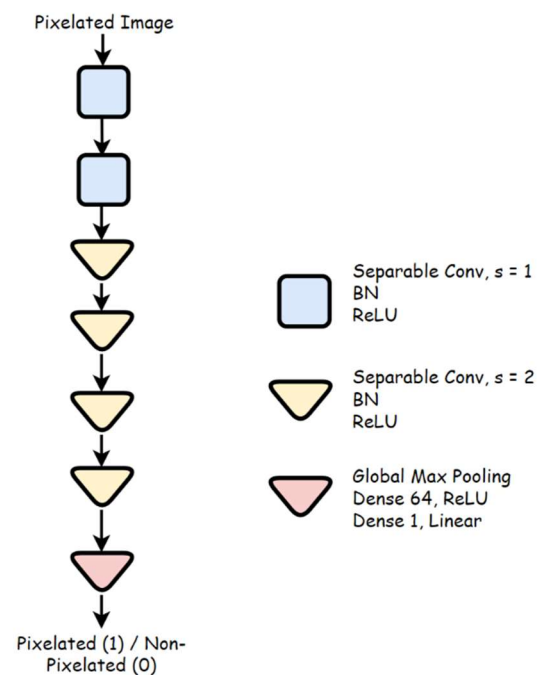 Pixelated Image
Separable Conv, s = 1
BN
ReLU
Separable Conv, s = 2
BN
ReLU
Global Max Pooling
Dense 64, ReLU
Dense 1, Linear
Pixelated (1) / Non-
Pixelated (0)